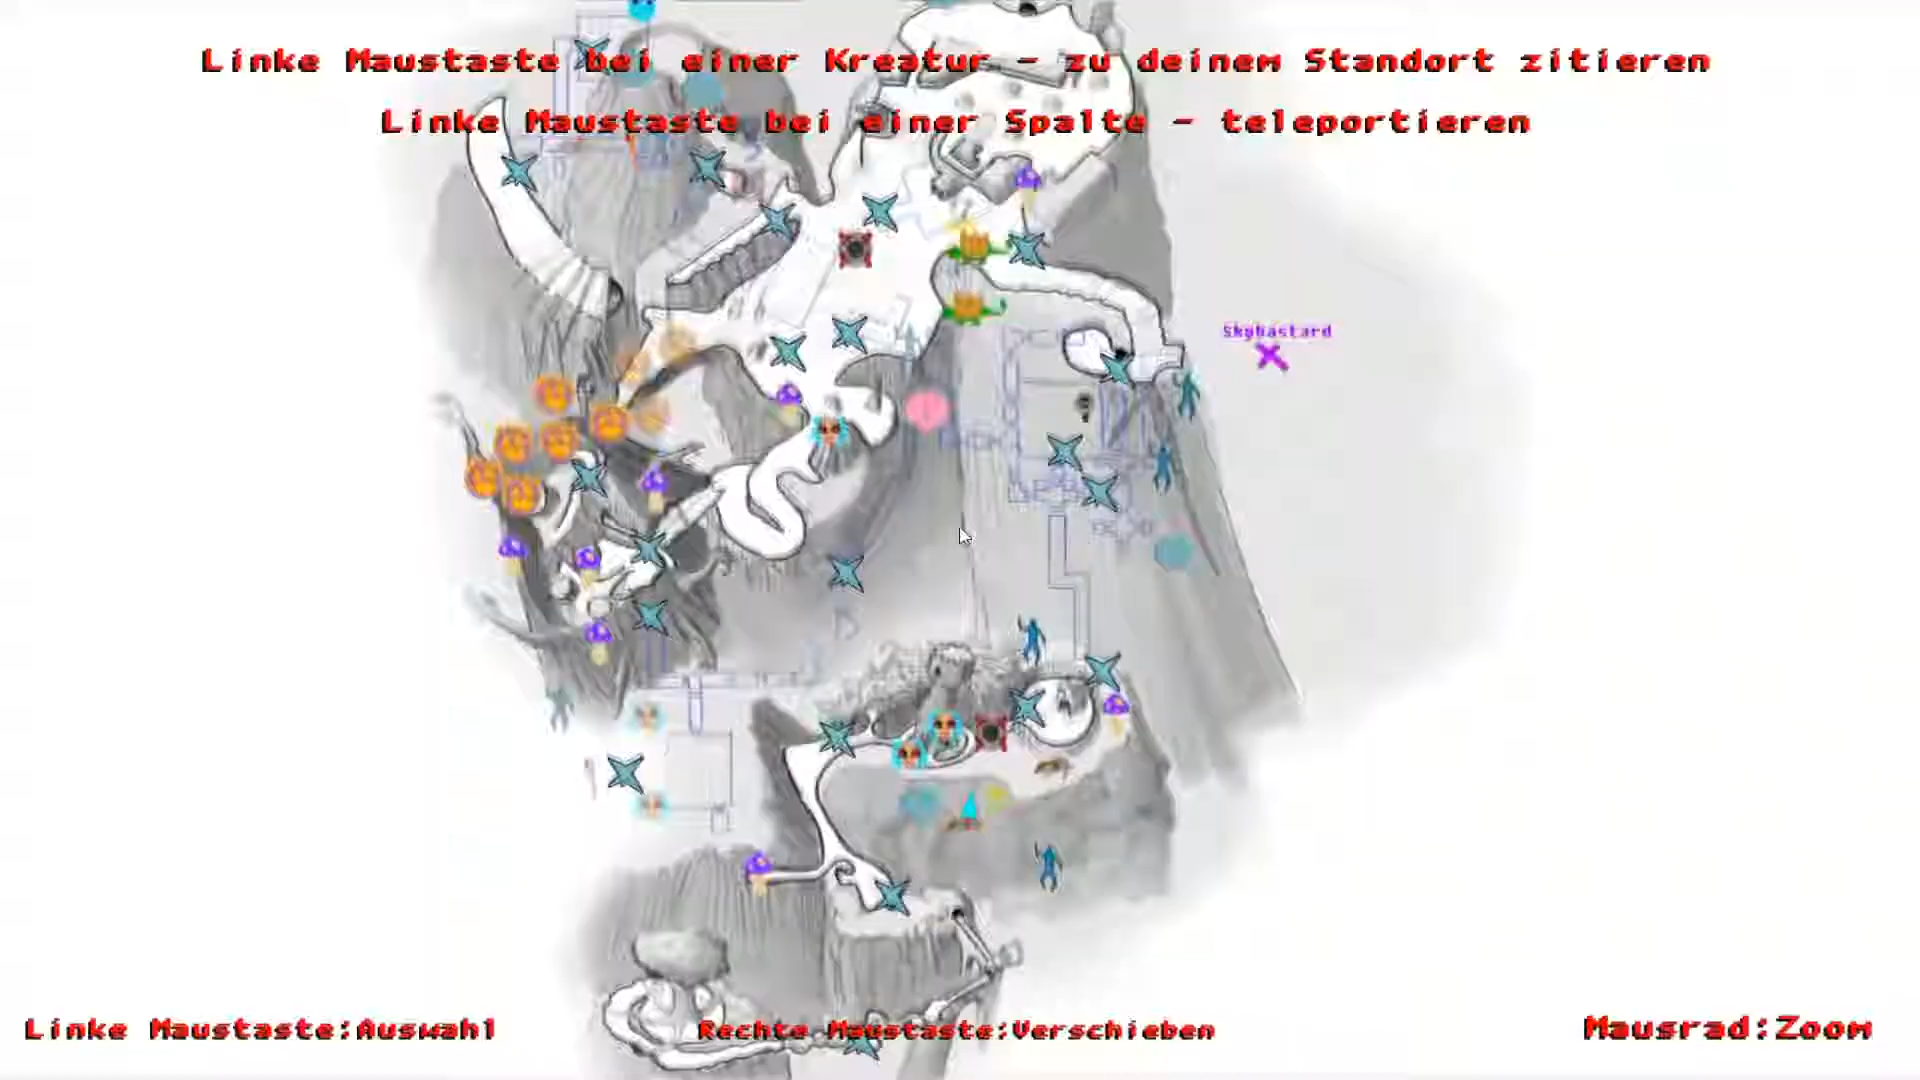 Linke Maustaste bei einer Kreatur - zu deinem Standort zitieren
Linke Maustaste bei einer Spalte - teleportieren
Skybastard
Linke Maustaste:Auswahl
Rechte Maustaste:Verschieben
Mausrad:Zoom